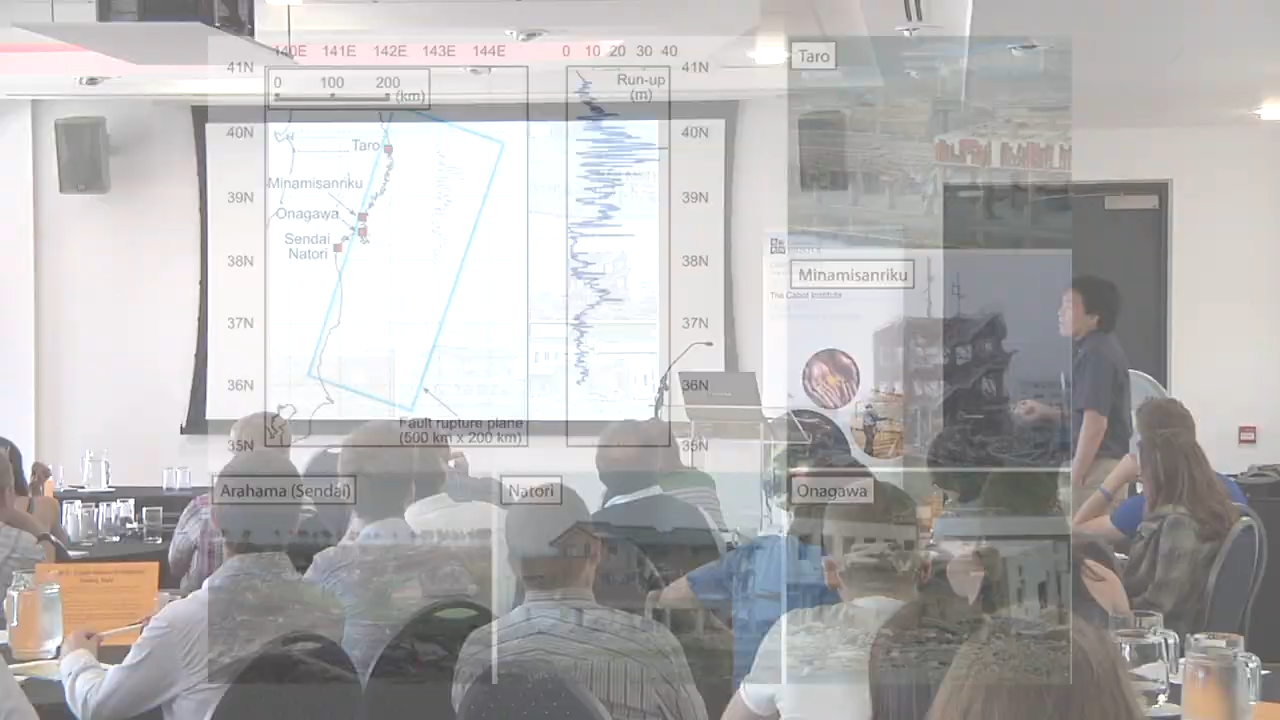 140E 141E 142E 143E 144E
0 10 20 30 40
41N
0 100 200
(km)
Run-up
(m)
41N
Taro
40N
40N
Taro
39N
Minamisanriku
39N
Onagawa
Sendai
Natori
38N
38N
Minamisanriku
The Cabot Institute
37N
37N
36N
36N
Fault rupture plane
(500 km x 200 km)
35N
35N
Arahama (Sendai)
Natori
Onagawa